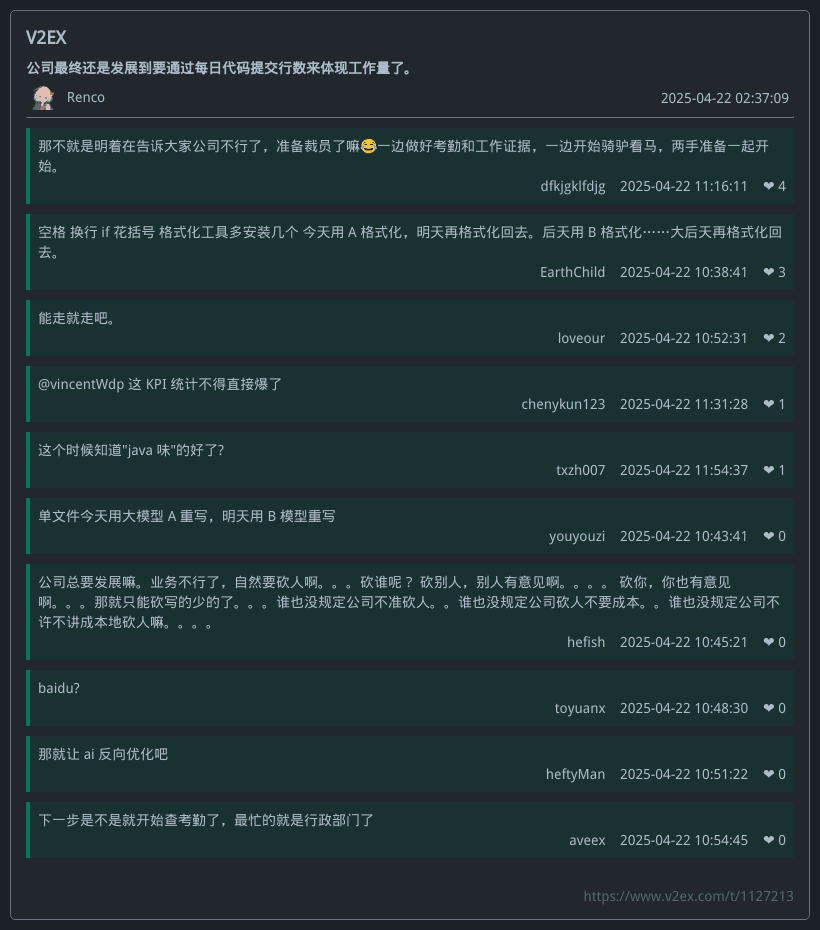 V2EX
公司最终还是发展到要通过每日代码提交行数来体现工作量了。
Renco 2025-04-22 02:37:09
那不就是明着在告诉大家公司不行了，准备裁员了嘛😂一边做好考勤和工作证据，一边开始骑驴看马，两手准备一起开
始。
dfkjgklfdjg 2025-04-22 11:16:11 ❤ 4
空格 换行 if 花括号 格式化工具多安装几个 今天用 A 格式化，明天再格式化回去。后天用 B 格式化……大后天再格式化回
去。
EarthChild 2025-04-22 10:38:41 ❤ 3
能走就走吧。
loveour 2025-04-22 10:52:31 ❤ 2
@vincentWdp 这 KPI 统计不得直接爆了
chenykun123 2025-04-22 11:31:28 ❤ 1
这个时候知道"java 味"的好了?
txzh007 2025-04-22 11:54:37 ❤ 1
单文件今天用大模型 A 重写，明天用 B 模型重写
youyouzi 2025-04-22 10:43:41 ❤ 0
公司总要发展嘛。业务不行了，自然要砍人啊。。。砍谁呢？ 砍别人，别人有意见啊。。。。 砍你，你也有意见
啊。。。那就只能砍写的少的了。。。谁也没规定公司不准砍人。。谁也没规定公司砍人不要成本。。谁也没规定公司不
许不讲成本地砍人嘛。。。。
hefish 2025-04-22 10:45:21 ❤ 0
baidu?
toyuanx 2025-04-22 10:48:30 ❤ 0
那就让 ai 反向优化吧
heftyMan 2025-04-22 10:51:22 ❤ 0
下一步是不是就开始查考勤了，最忙的就是行政部门了
aveex 2025-04-22 10:54:45 ❤ 0
https://www.v2ex.com/t/1127213